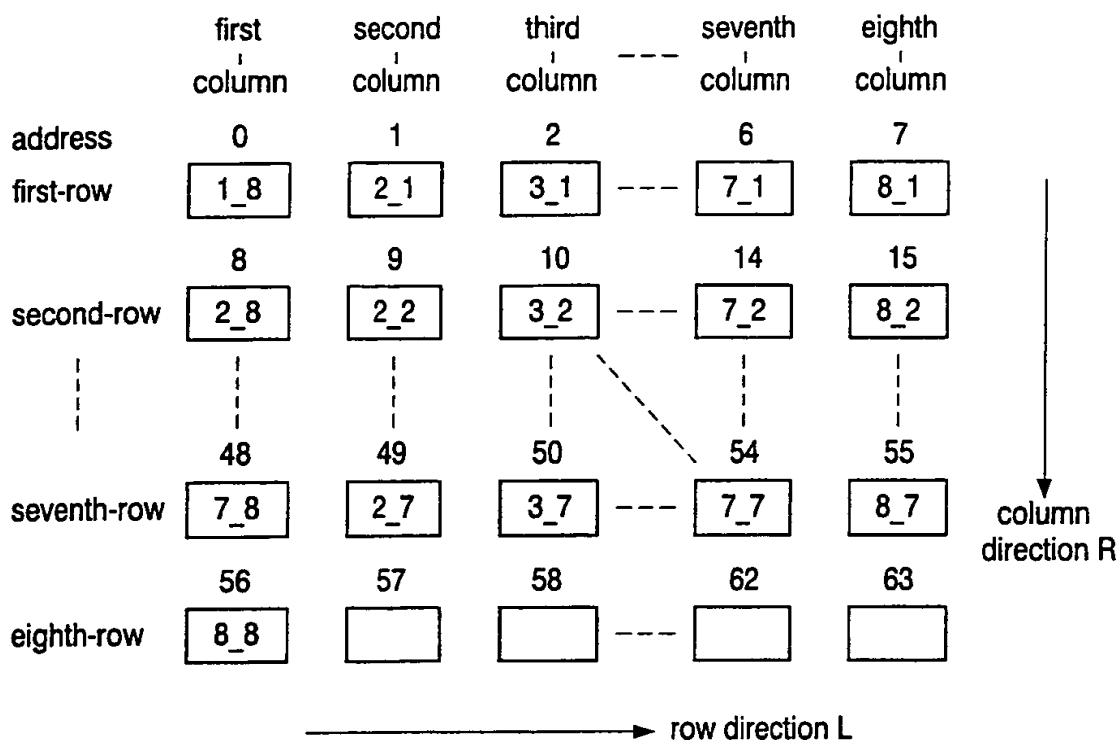 first second third seventh eighth
column column column column column
address 0 1 2 6 7
first-row 1_8 2_1 3_1 7_1 8_1
8 9 10 14 15
second-row 2_8 2_2 3_2 7_2 8_2
48 49 50 54 55
seventh-row 7_8 2_7 3_7 7_7 8_7
column
direction R
56 57 58 62 63
eighth-row 8_8
row direction L